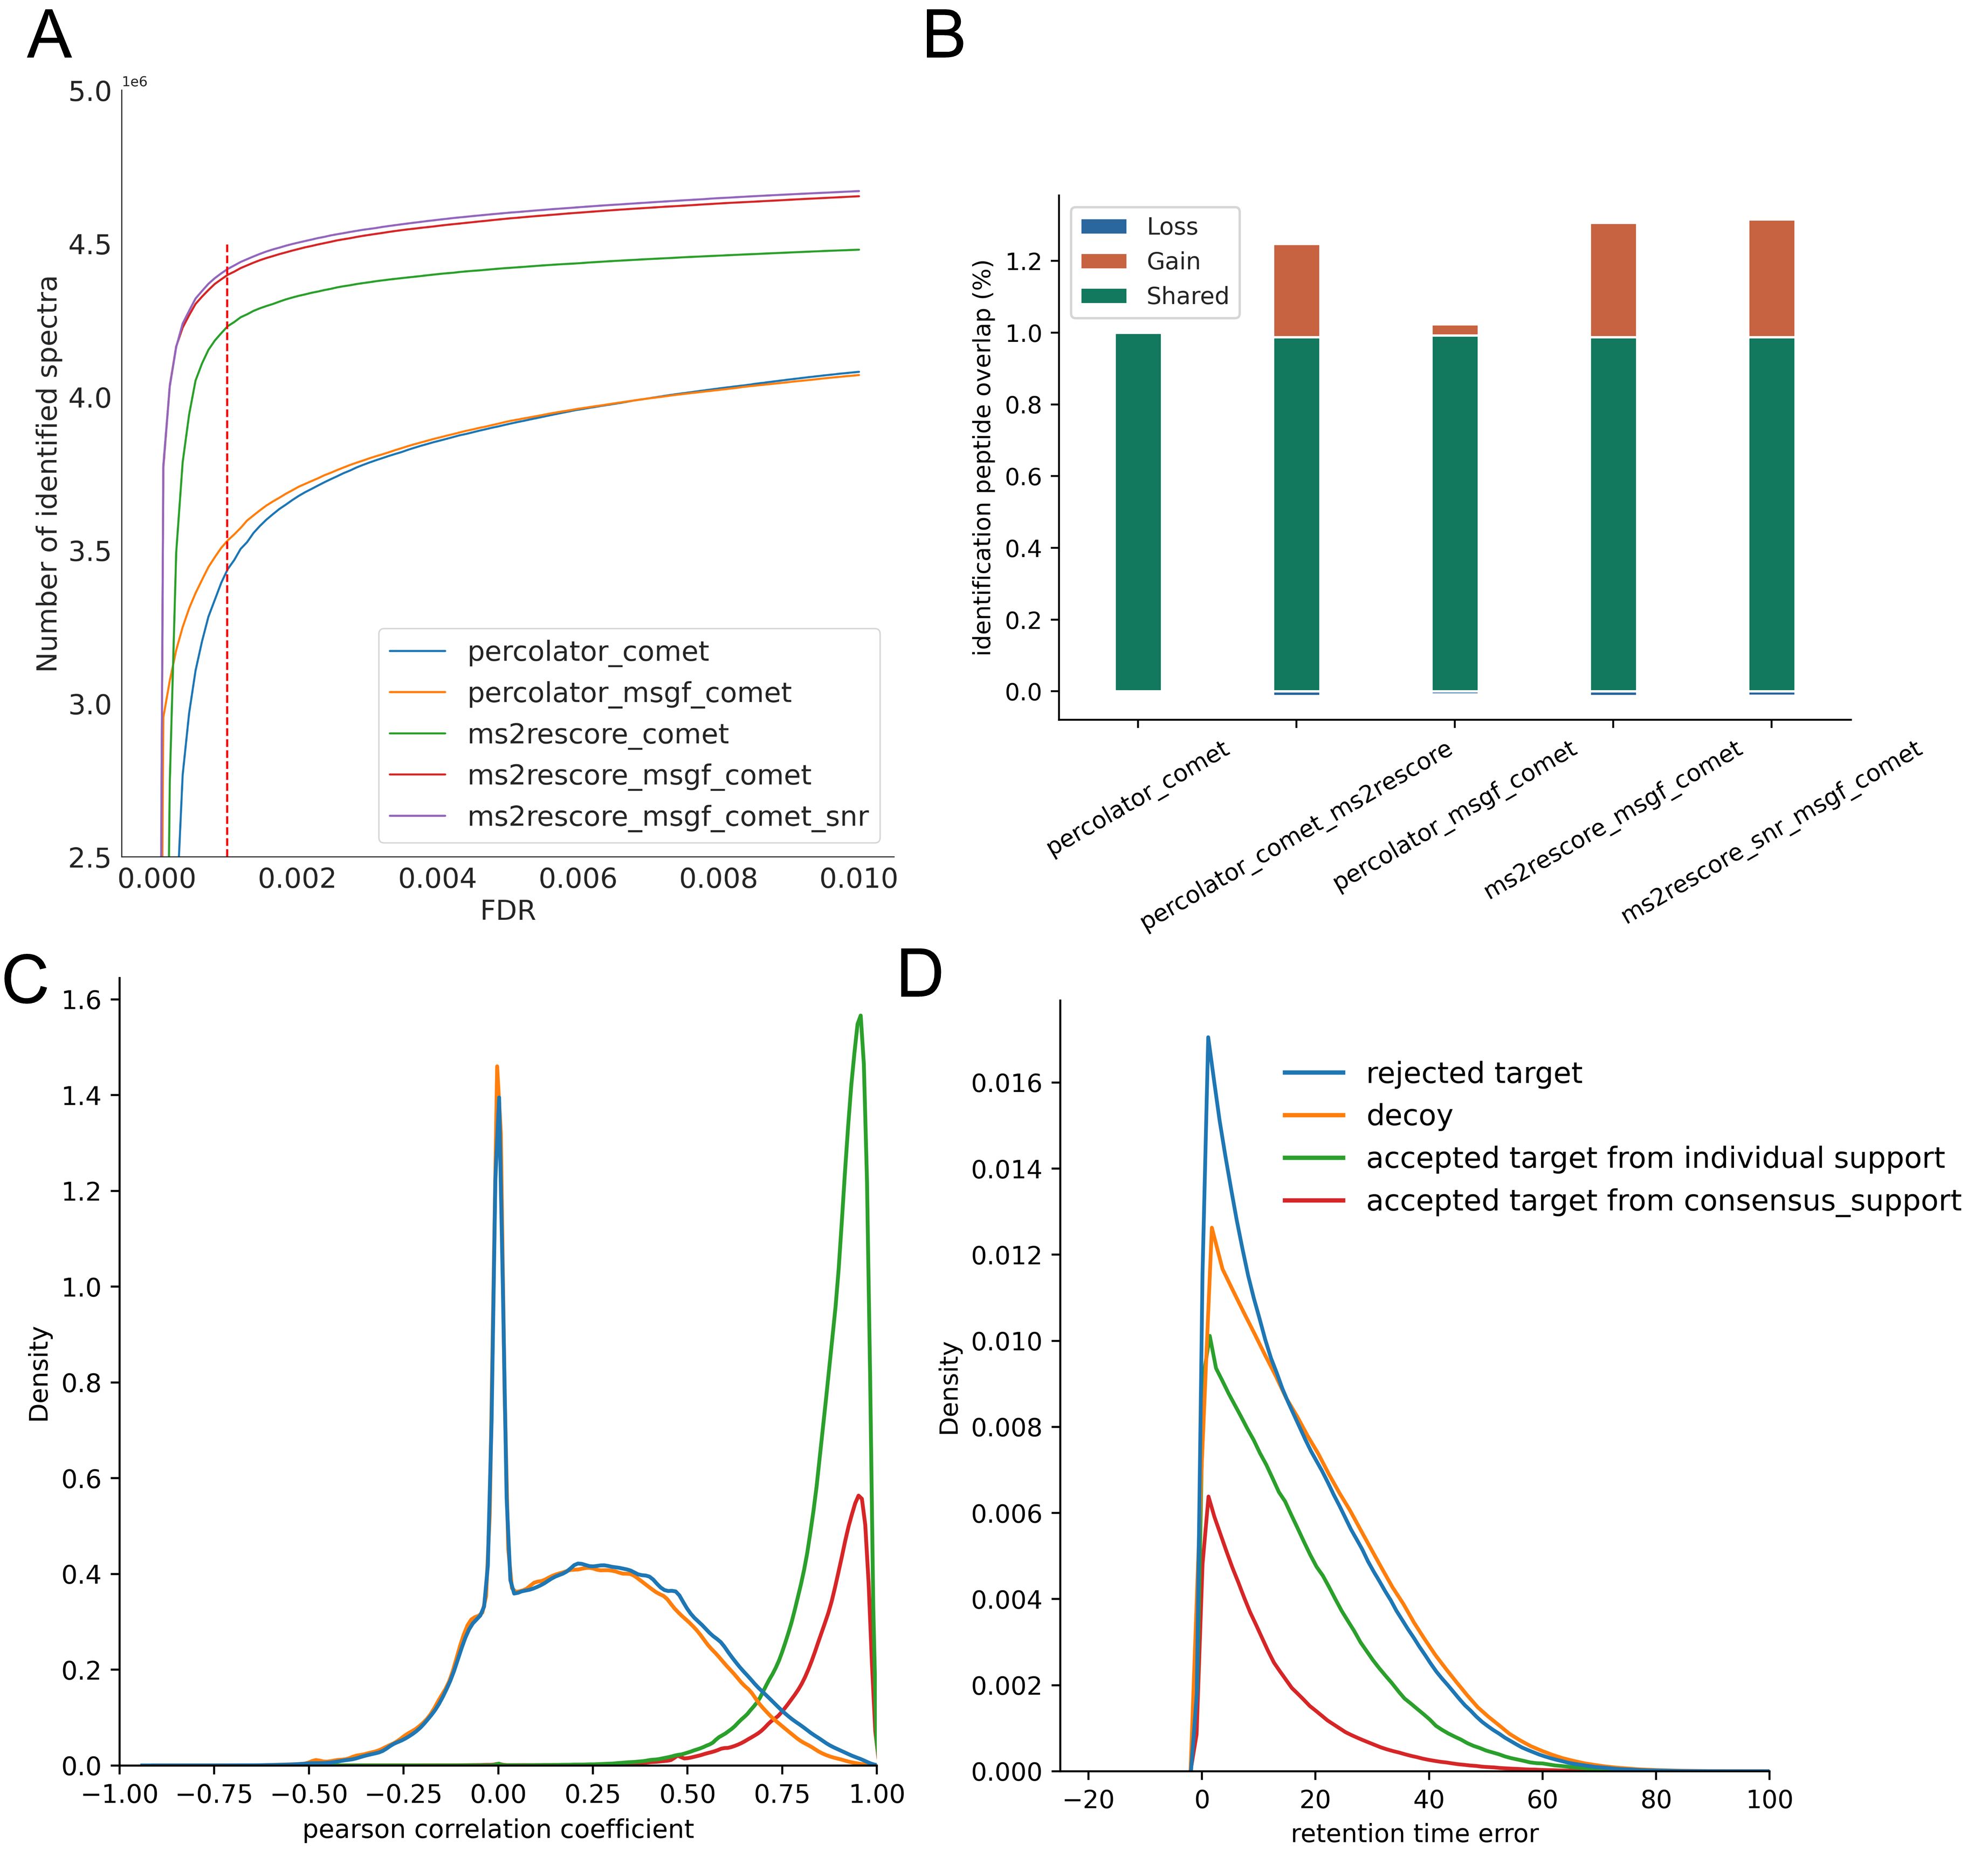 A
1e6
5.0
4.5
4.0
3.5
3.0
2.5
Number of identified spectra
0.000 0.002 0.004 0.006 0.008 0.010
FDR
percolator_comet
percolator_msgf_comet
ms2rescore_comet
ms2rescore_msgf_comet
ms2rescore_msgf_comet_snr
B
Loss
Gain
Shared
1.2
1.0
0.8
0.6
0.4
0.2
0.0
identification peptide overlap (%)
percolator_comet
percolator_comet_ms2rescore
percolator_msgf_comet
ms2rescore_msgf_comet
ms2rescore_snr_msgf_comet
C
1.6
1.4
1.2
1.0
0.8
0.6
0.4
0.2
0.0
Density
−1.00 −0.75 −0.50 −0.25 0.00 0.25 0.50 0.75 1.00
pearson correlation coefficient
D
0.016
0.014
0.012
0.010
0.008
0.006
0.004
0.002
0.000
Density
rejected target
decoy
accepted target from individual support
accepted target from consensus_support
−20 0 20 40 60 80 100
retention time error